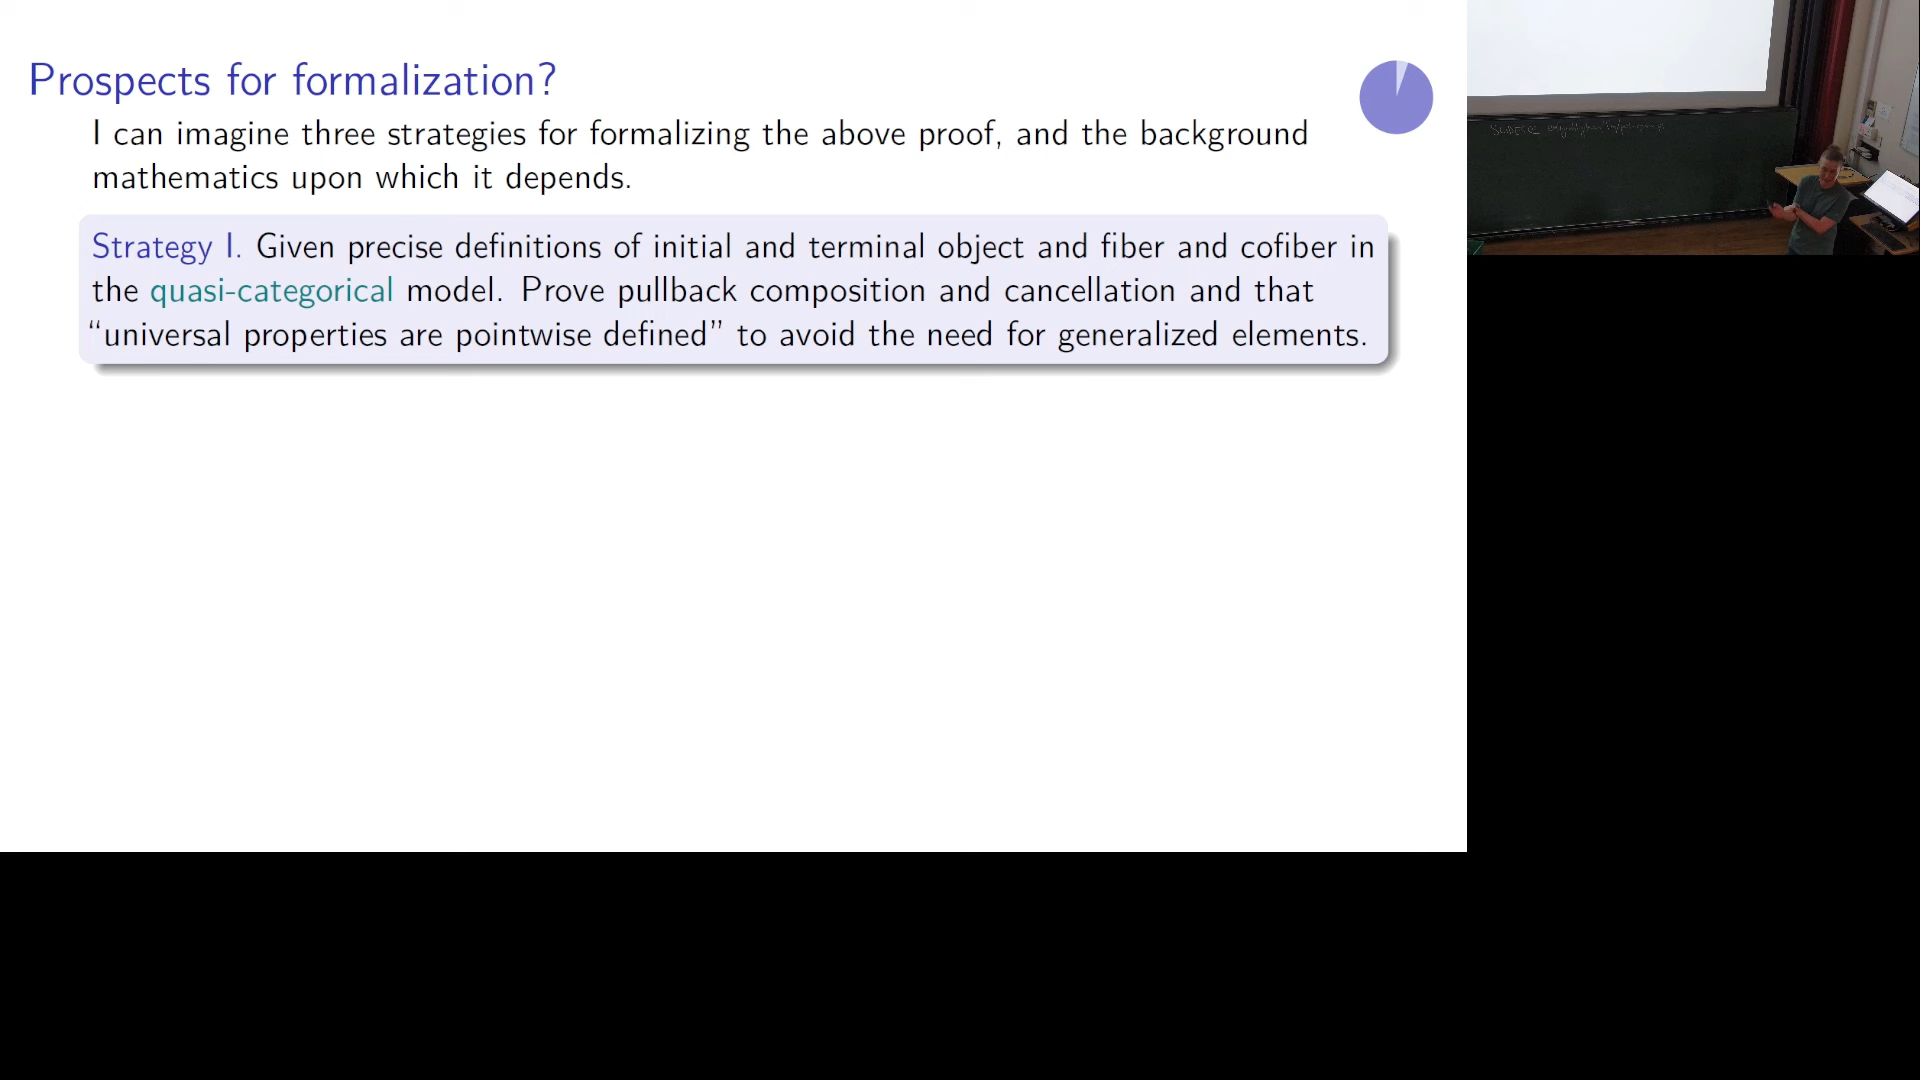 Prospects for formalization?
I can imagine three strategies for formalizing the above proof, and the background
mathematics upon which it depends.
Strategy I. Given precise definitions of initial and terminal object and fiber and cofiber in
the quasi-categorical model. Prove pullback composition and cancellation and that
“universal properties are pointwise defined” to avoid the need for generalized elements.